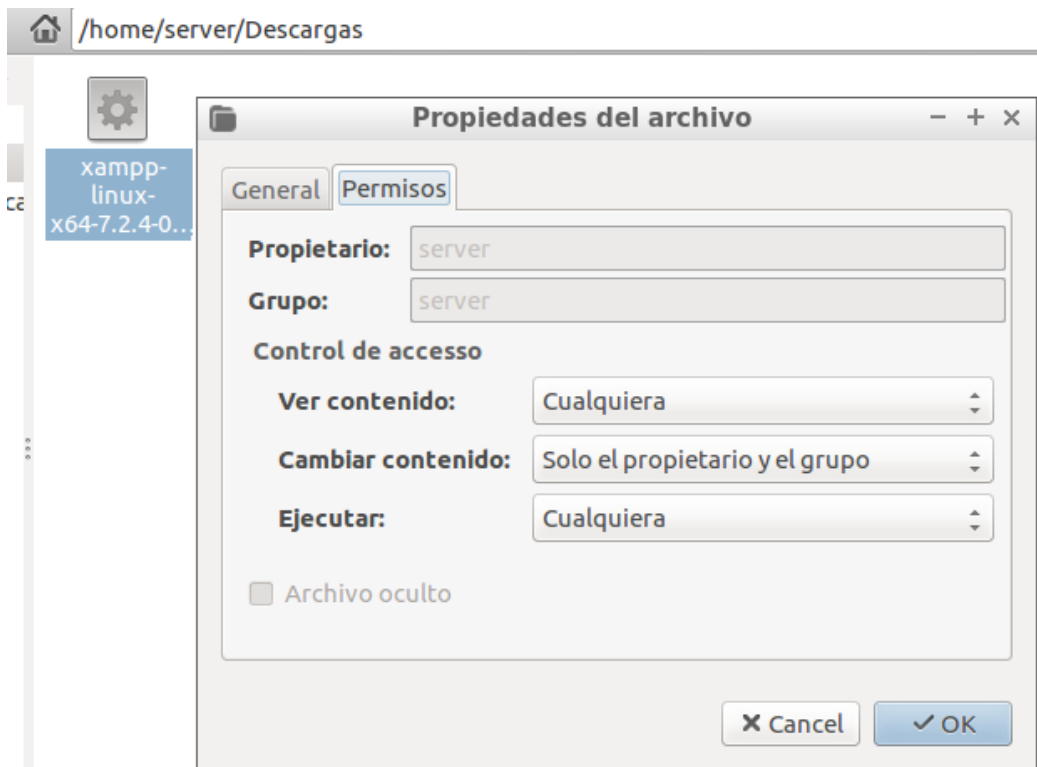 /home/server/Descargas
xampp-
linux-
x64-7.2.4-0...
ca
Propiedades del archivo
General Permisos
Propietario: server
Grupo: server
Control de accesso
Ver contenido: Cualquiera
Cambiar contenido: Solo el propietario y el grupo
Ejecutar: Cualquiera
Archivo oculto
Cancel OK